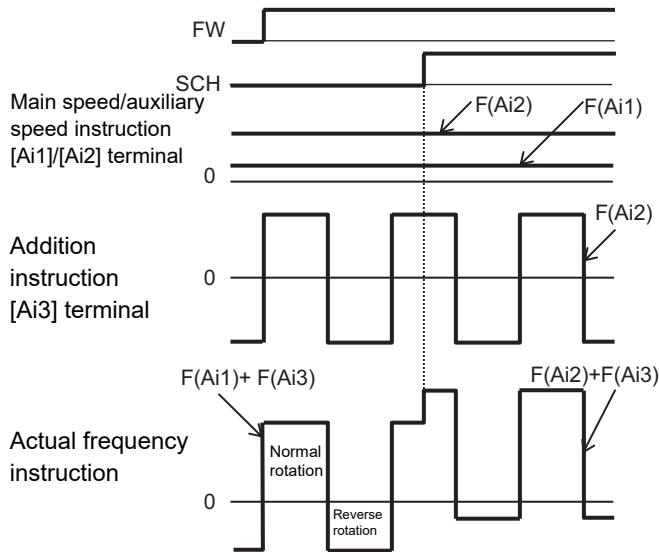 FW
SCH
Main speed/auxiliary
speed instruction
[Ai1]/[Ai2] terminal
F(Ai2)
F(Ai1)
0
Addition
instruction
[Ai3] terminal
0
F(Ai2)
F(Ai1)+ F(Ai3)
F(Ai2)+F(Ai3)
Actual frequency
instruction
Normal
rotation
0
Reverse
rotation